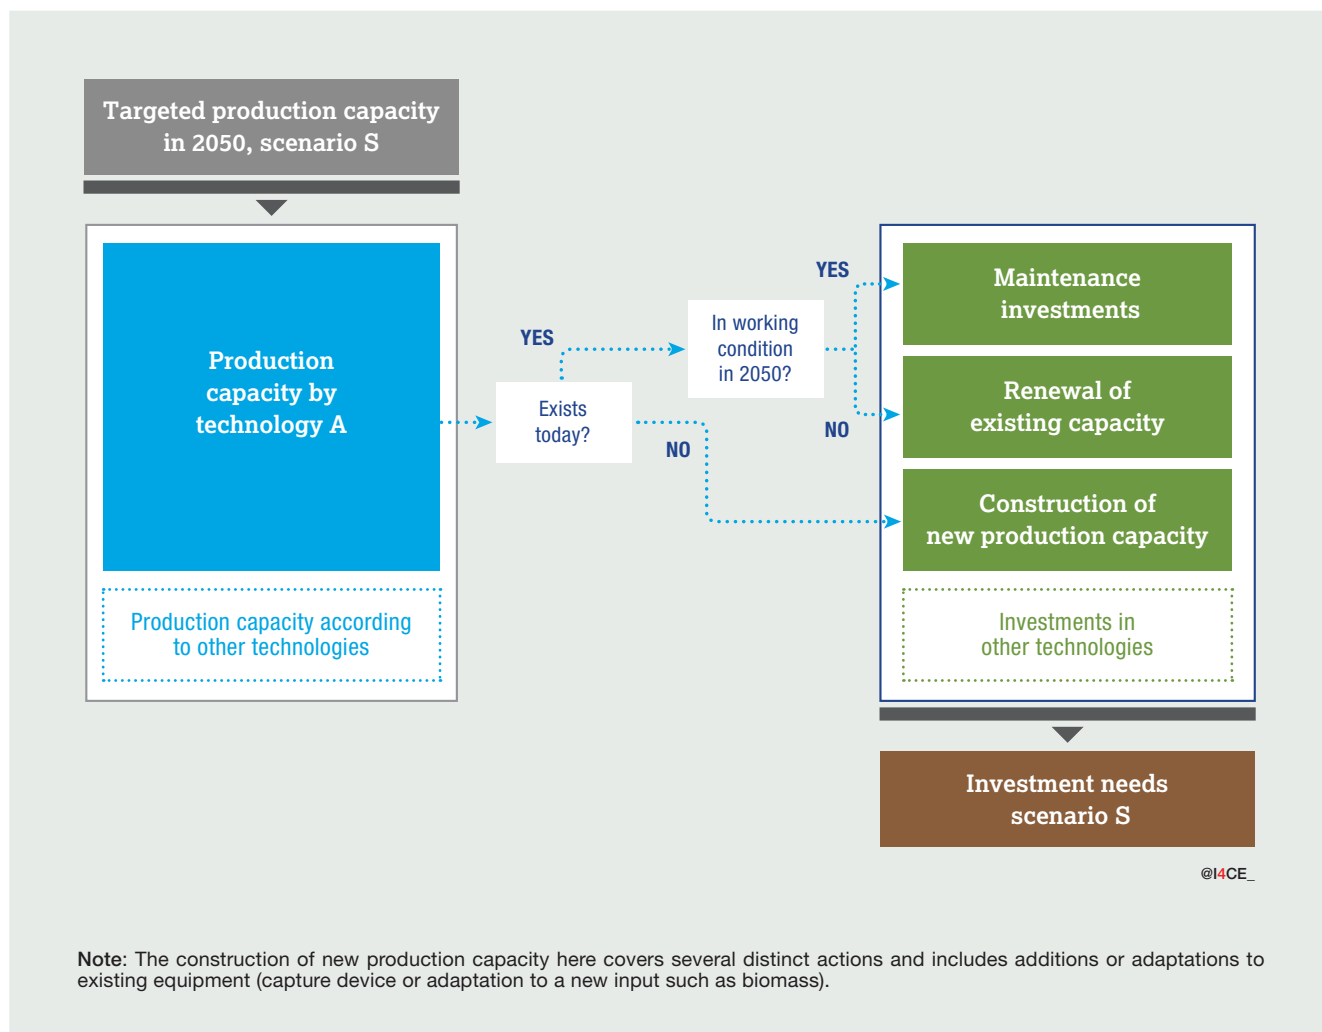 Targeted production capacity
in 2050, scenario S
Production
capacity by
technology A
Production capacity according
to other technologies
Exists
today?
YES
NO
In working
condition
in 2050?
YES
NO
Maintenance
investments
Renewal of
existing capacity
Construction of
new production capacity
Investments in
other technologies
Investment needs
scenario S
@I4CE_
Note: The construction of new production capacity here covers several distinct actions and includes additions or adaptations to
existing equipment (capture device or adaptation to a new input such as biomass).